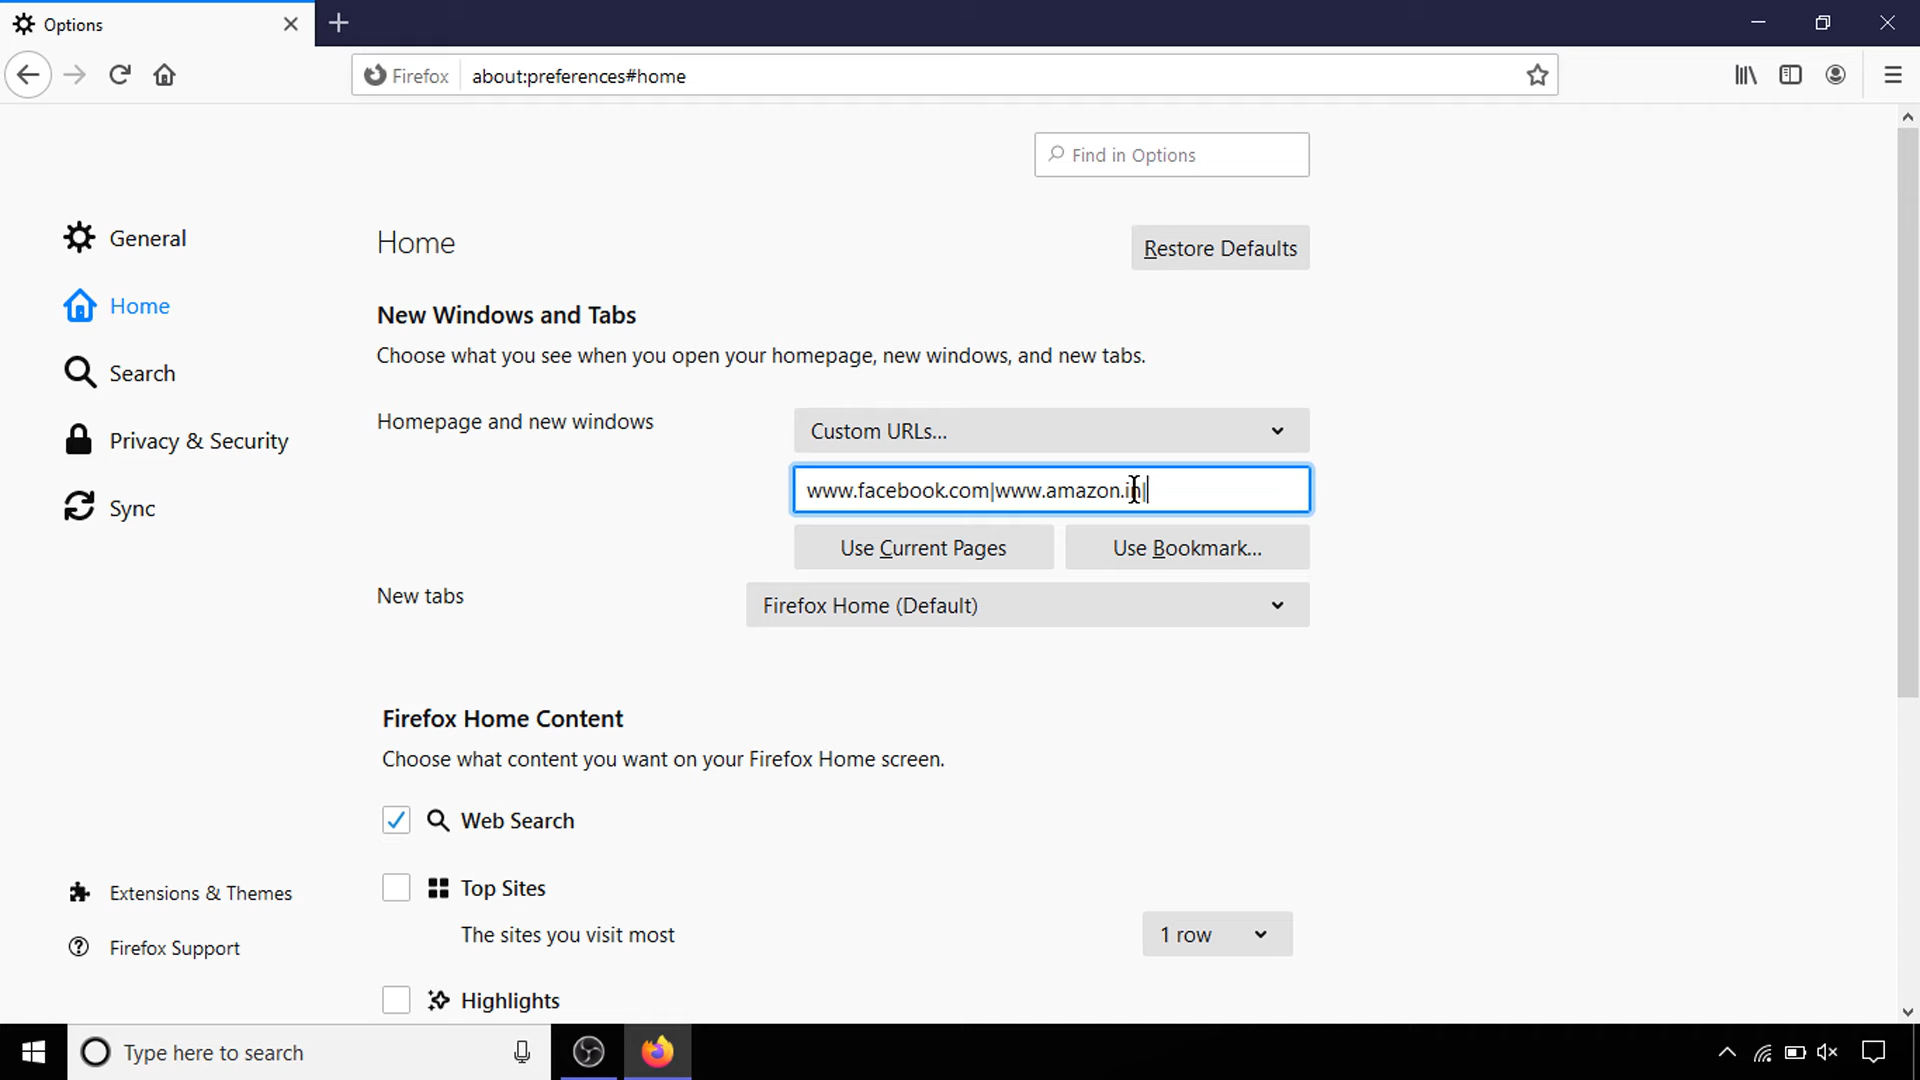 Options
Firefox about:preferences#home
Find in Options
General
Home
Search
Privacy & Security
Sync
Extensions & Themes
Firefox Support
Home
Restore Defaults
New Windows and Tabs
Choose what you see when you open your homepage, new windows, and new tabs.
Homepage and new windows
Custom URLs...
www.facebook.com|www.amazon.in|
Use Current Pages
Use Bookmark...
New tabs
Firefox Home (Default)
Firefox Home Content
Choose what content you want on your Firefox Home screen.
Web Search
Top Sites
The sites you visit most
1 row
Highlights
Type here to search